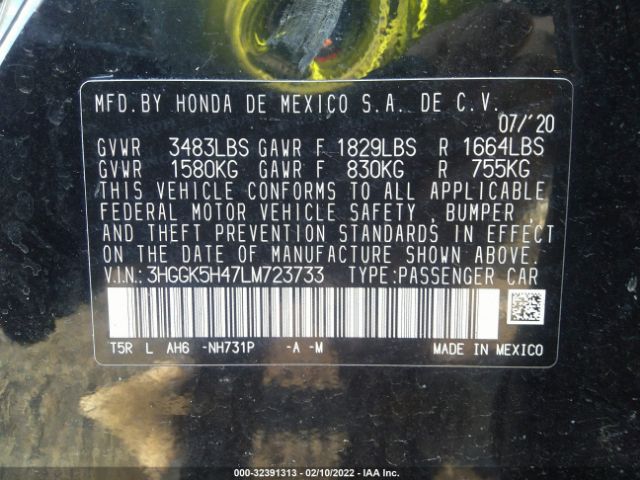 MFD. BY HONDA DE MEXICO S.A. DE C.V.
07/'20
GVWR 3483LBS GAWR F 1829LBS R 1664LBS
GVWR 1580KG GAWR F 830KG R 755KG
THIS VEHICLE CONFORMS TO ALL APPLICABLE
FEDERAL MOTOR VEHICLE SAFETY , BUMPER ,
AND THEFT PREVENTION STANDARDS IN EFFECT
ON THE DATE OF MANUFACTURE SHOWN ABOVE.
V.I.N.:3HGGK5H47LM723733 TYPE:PASSENGER CAR
T5R L AH6 -NH731P -A -M MADE IN MEXICO
000-32391313 — 02/10/2022 — IAA Inc.